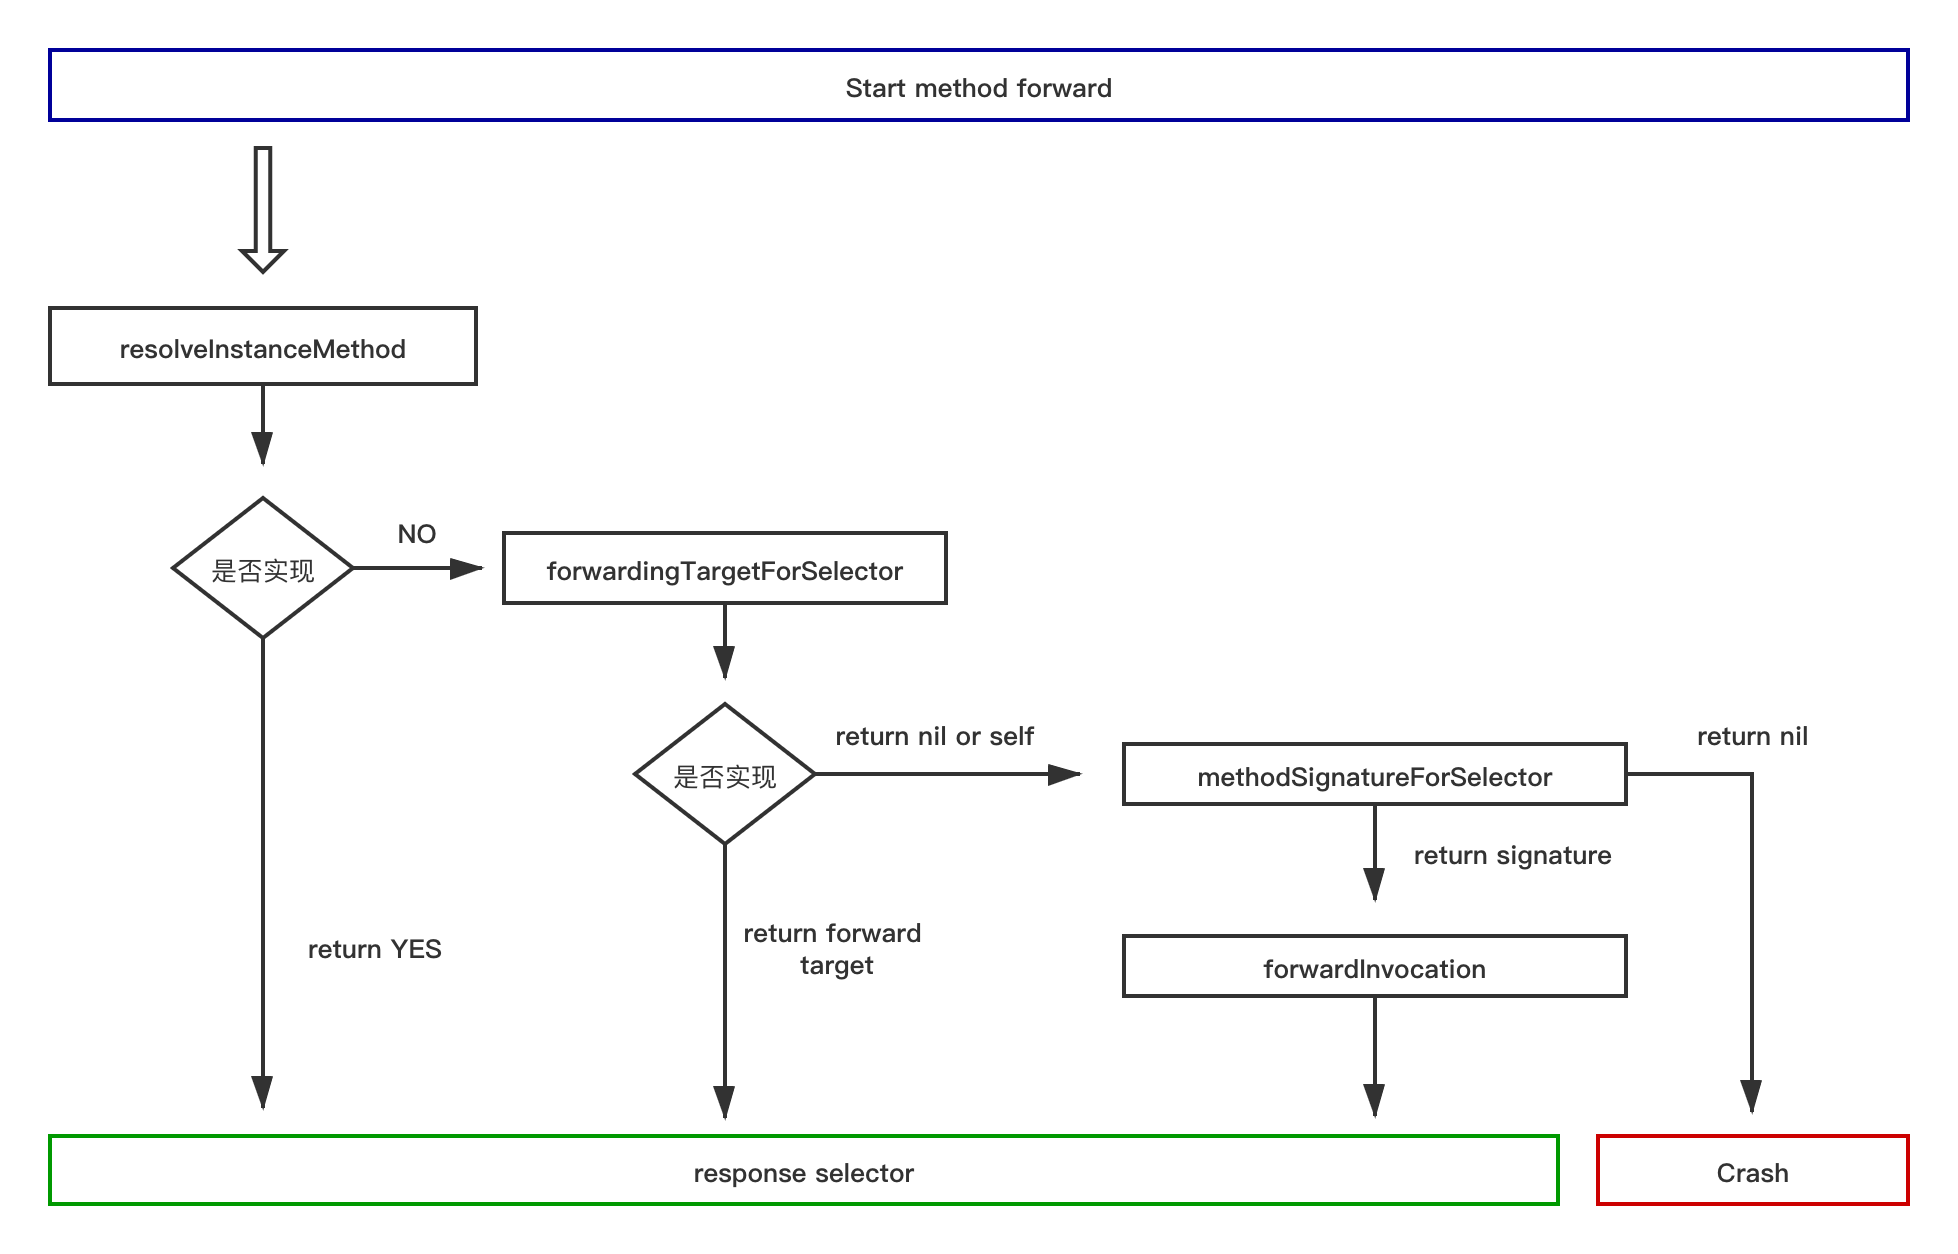 Start method forward
resolveInstanceMethod
NO
是否实现
forwardingTargetForSelector
return nil or self
return nil
是否实现
methodSignatureForSelector
return signature
return forward
target
return YES
forwardInvocation
response selector
Crash